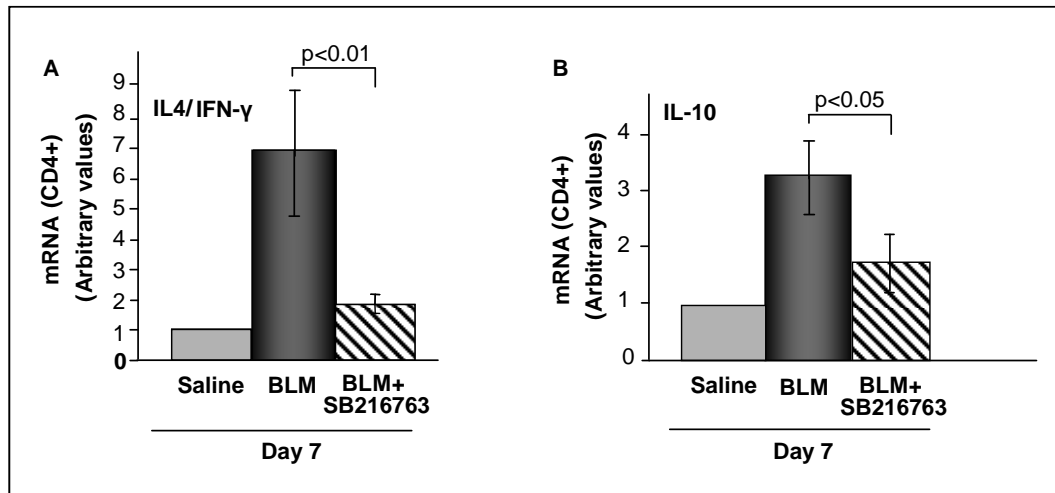 A
p<0.01
IL4/IFN-γ
mRNA (CD4+)
(Arbitrary values)
9
8
7
6
5
4
3
2
1
0
Saline
BLM
BLM+
SB216763
Day 7
B
p<0.05
IL-10
mRNA (CD4+)
(Arbitrary values)
4
3
2
1
0
Saline
BLM
BLM+
SB216763
Day 7